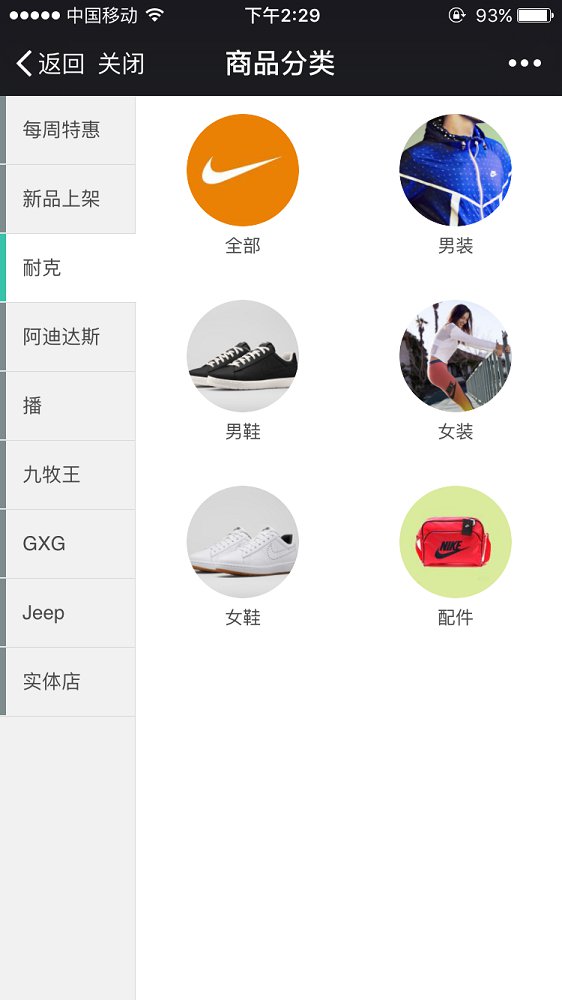 中国移动 下午2:29 93%
返回 关闭 商品分类
每周特惠
新品上架
耐克
阿迪达斯
播
九牧王
GXG
Jeep
实体店
全部 男装
男鞋 女装
NIKE
女鞋 配件